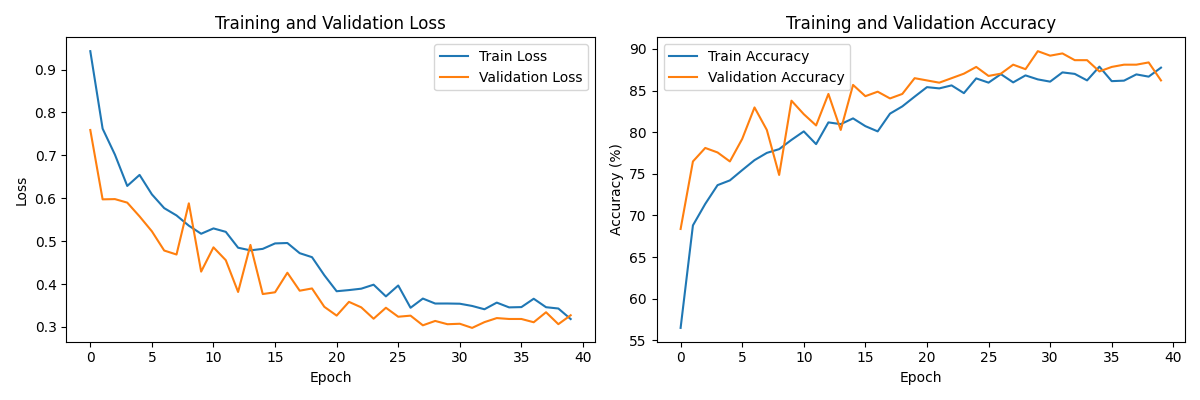 Training and Validation Loss
Train Loss
Validation Loss
0.9
0.8
0.7
0.6
0.5
0.4
0.3
Loss
0 5 10 15 20 25 30 35 40
Epoch
Training and Validation Accuracy
Train Accuracy
Validation Accuracy
90
85
80
75
70
65
60
55
Accuracy (%)
0 5 10 15 20 25 30 35 40
Epoch